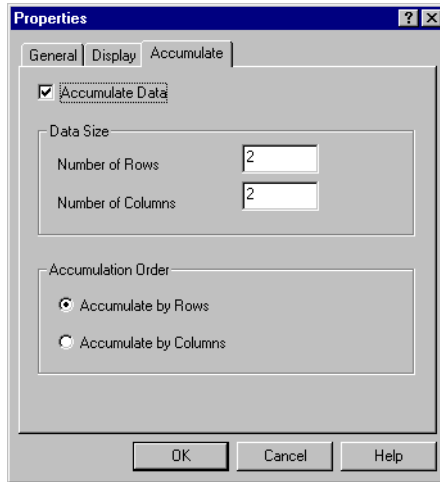 Properties
General Display Accumulate
Accumulate Data
Data Size
Number of Rows 2
Number of Columns 2
Accumulation Order
Accumulate by Rows
Accumulate by Columns
OK Cancel Help